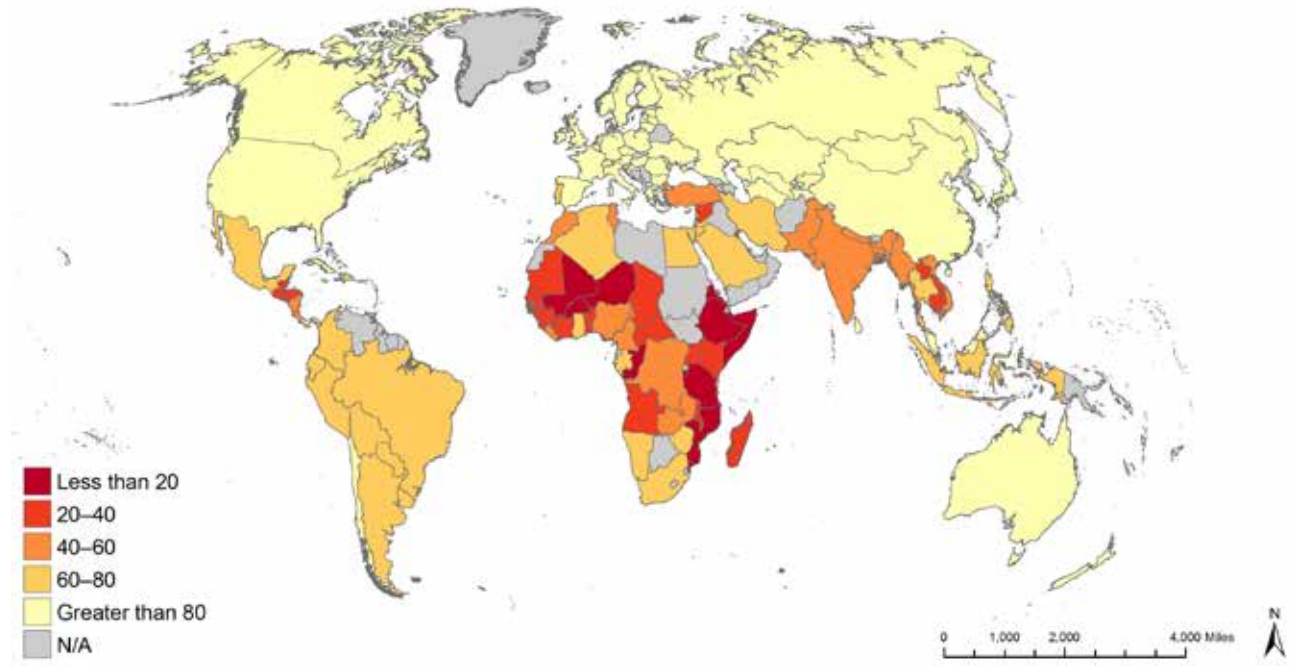 Less than 20
20–40
40–60
60–80
Greater than 80
N/A
0 1,000 2,000 4,000 Miles
N